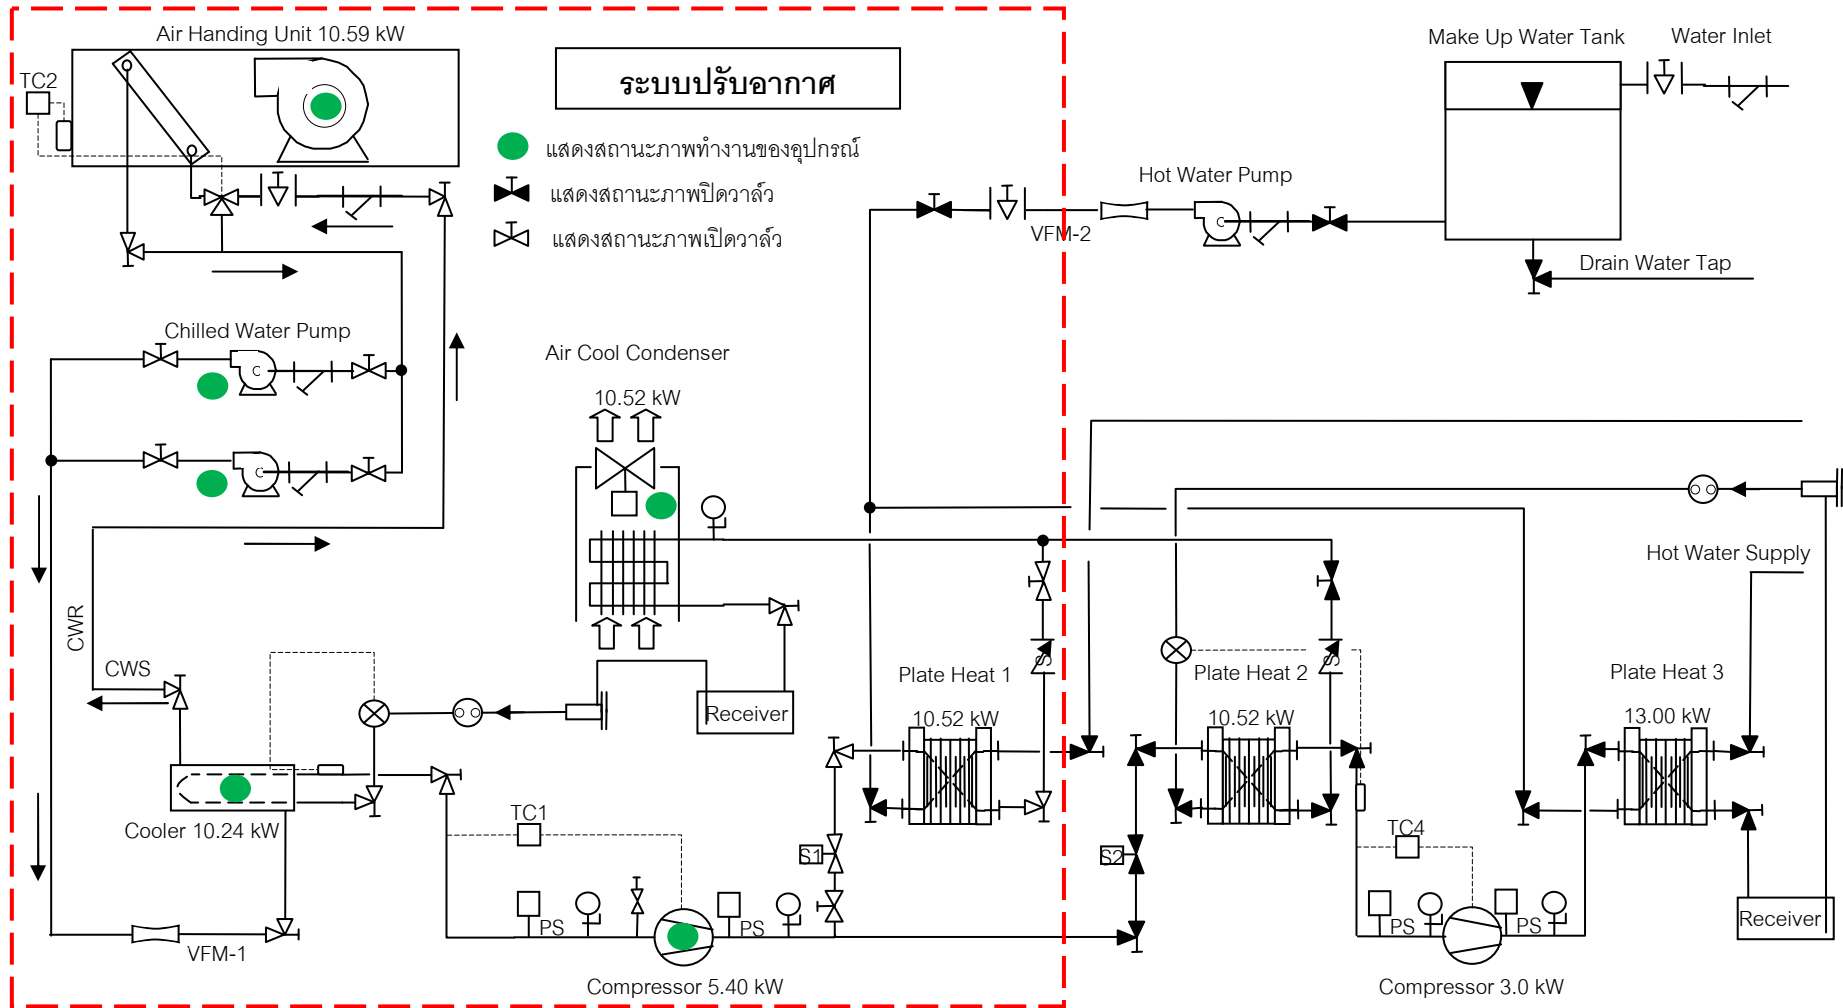 Air Handing Unit 10.59 kW
TC2
ระบบปรับอากาศ
แสดงสถานะภาพทำงานของอุปกรณ์
แสดงสถานะภาพปิดวาล์ว
แสดงสถานะภาพเปิดวาล์ว
Make Up Water Tank
Water Inlet
Hot Water Pump
C
VFM-2
Drain Water Tap
Chilled Water Pump
C
C
Air Cool Condenser
10.52 kW
Hot Water Supply
CWR
CWS
Receiver
Plate Heat 1
10.52 kW
S
Plate Heat 2
10.52 kW
S
Plate Heat 3
13.00 kW
Cooler 10.24 kW
TC1
S1
S2
TC4
PS
PS
PS
PS
Receiver
VFM-1
Compressor 5.40 kW
Compressor 3.0 kW